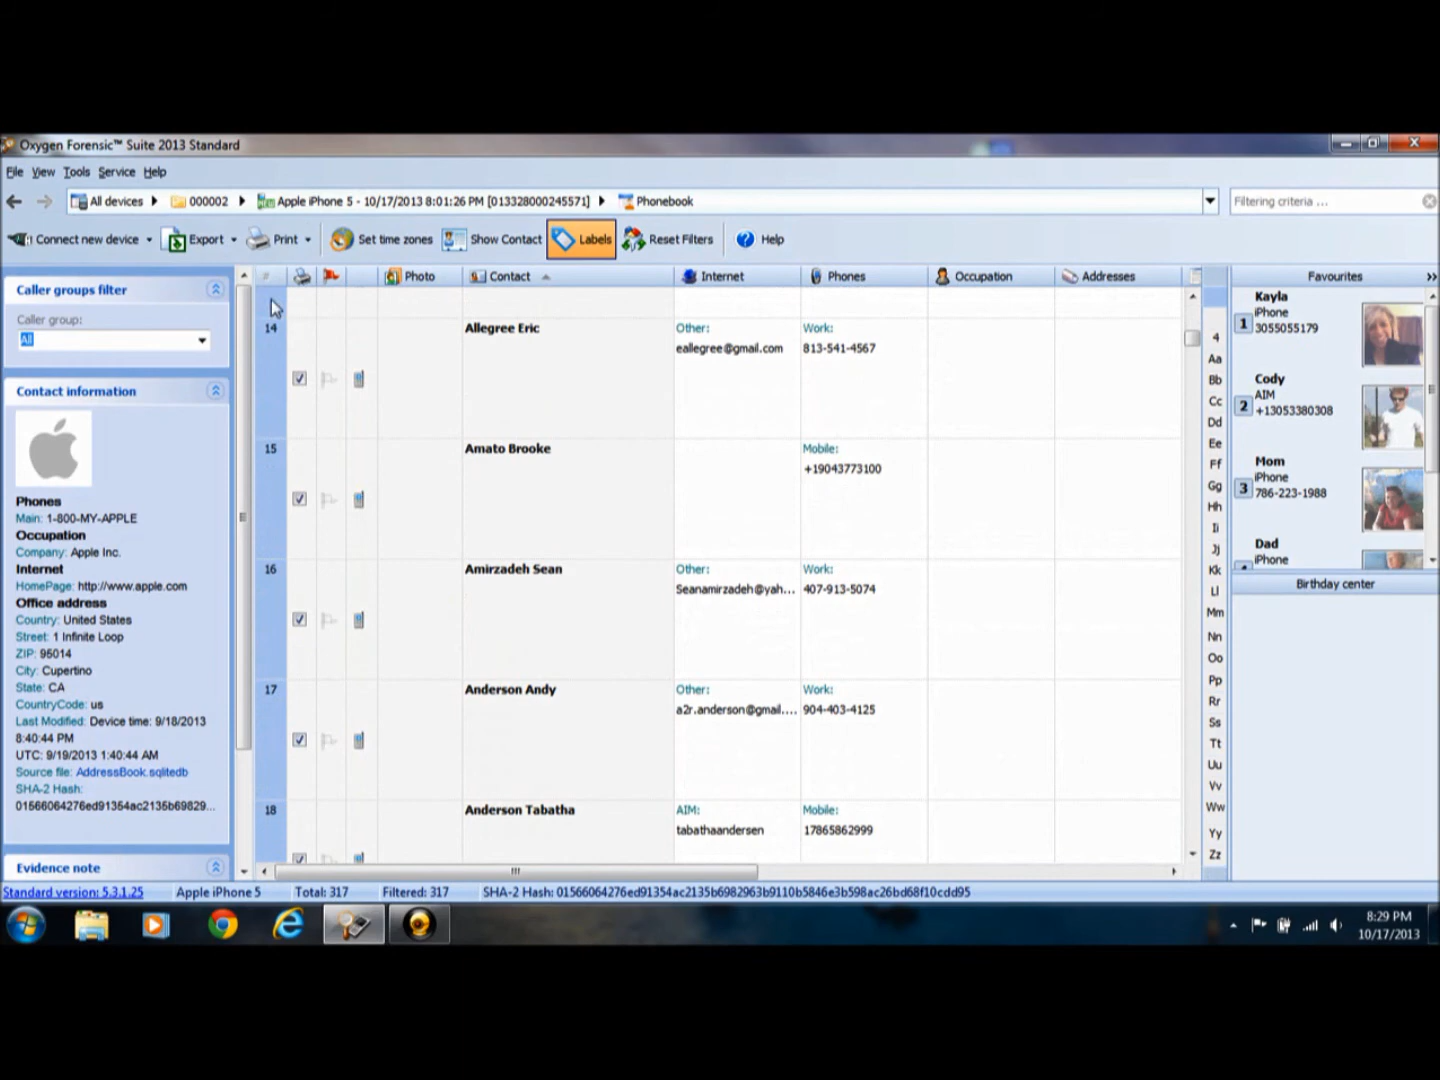 Oxygen Forensic™ Suite 2013 Standard
File View Tools Service Help
All devices 000002 Apple iPhone 5 - 10/17/2013 8:01:26 PM [013328000245571] Phonebook
Filtering criteria ...
Connect new device Export Print Set time zones Show Contact Labels Reset Filters Help
Caller groups filter
Caller group:
All
Contact information
Phones
Main: 1-800-MY-APPLE
Occupation
Company: Apple Inc.
Internet
HomePage: http://www.apple.com
Office address
Country: United States
Street: 1 Infinite Loop
ZIP: 95014
City: Cupertino
State: CA
CountryCode: us
Last Modified: Device time: 9/18/2013
8:40:44 PM
UTC: 9/19/2013 1:40:44 AM
Source file: AddressBook.sqlitedb
SHA-2 Hash:
01566064276ed91354ac2135b69829...
Evidence note
# Photo Contact Internet Phones Occupation Addresses
14 Allegree Eric Other: Work:
eallegree@gmail.com 813-541-4567
15 Amato Brooke Mobile:
+19043773100
16 Amirzadeh Sean Other: Work:
Seanamirzadeh@yah... 407-913-5074
17 Anderson Andy Other: Work:
a2r.anderson@gmail.... 904-403-4125
18 Anderson Tabatha AIM: Mobile:
tabathaandersen 17865862999
4
Aa
Bb
Cc
Dd
Ee
Ff
Gg
Hh
Ii
Jj
Kk
Ll
Mm
Nn
Oo
Pp
Rr
Ss
Tt
Uu
Vv
Ww
Yy
Zz
Favourites
Kayla
iPhone
1 3055055179
Cody
AIM
2 +13053380308
Mom
iPhone
3 786-223-1988
Dad
iPhone
Birthday center
Standard version: 5.3.1.25 Apple iPhone 5 Total: 317 Filtered: 317 SHA-2 Hash: 01566064276ed91354ac2135b6982963b9110b5846e3b598ac26bd68f10cdd95
8:29 PM
10/17/2013